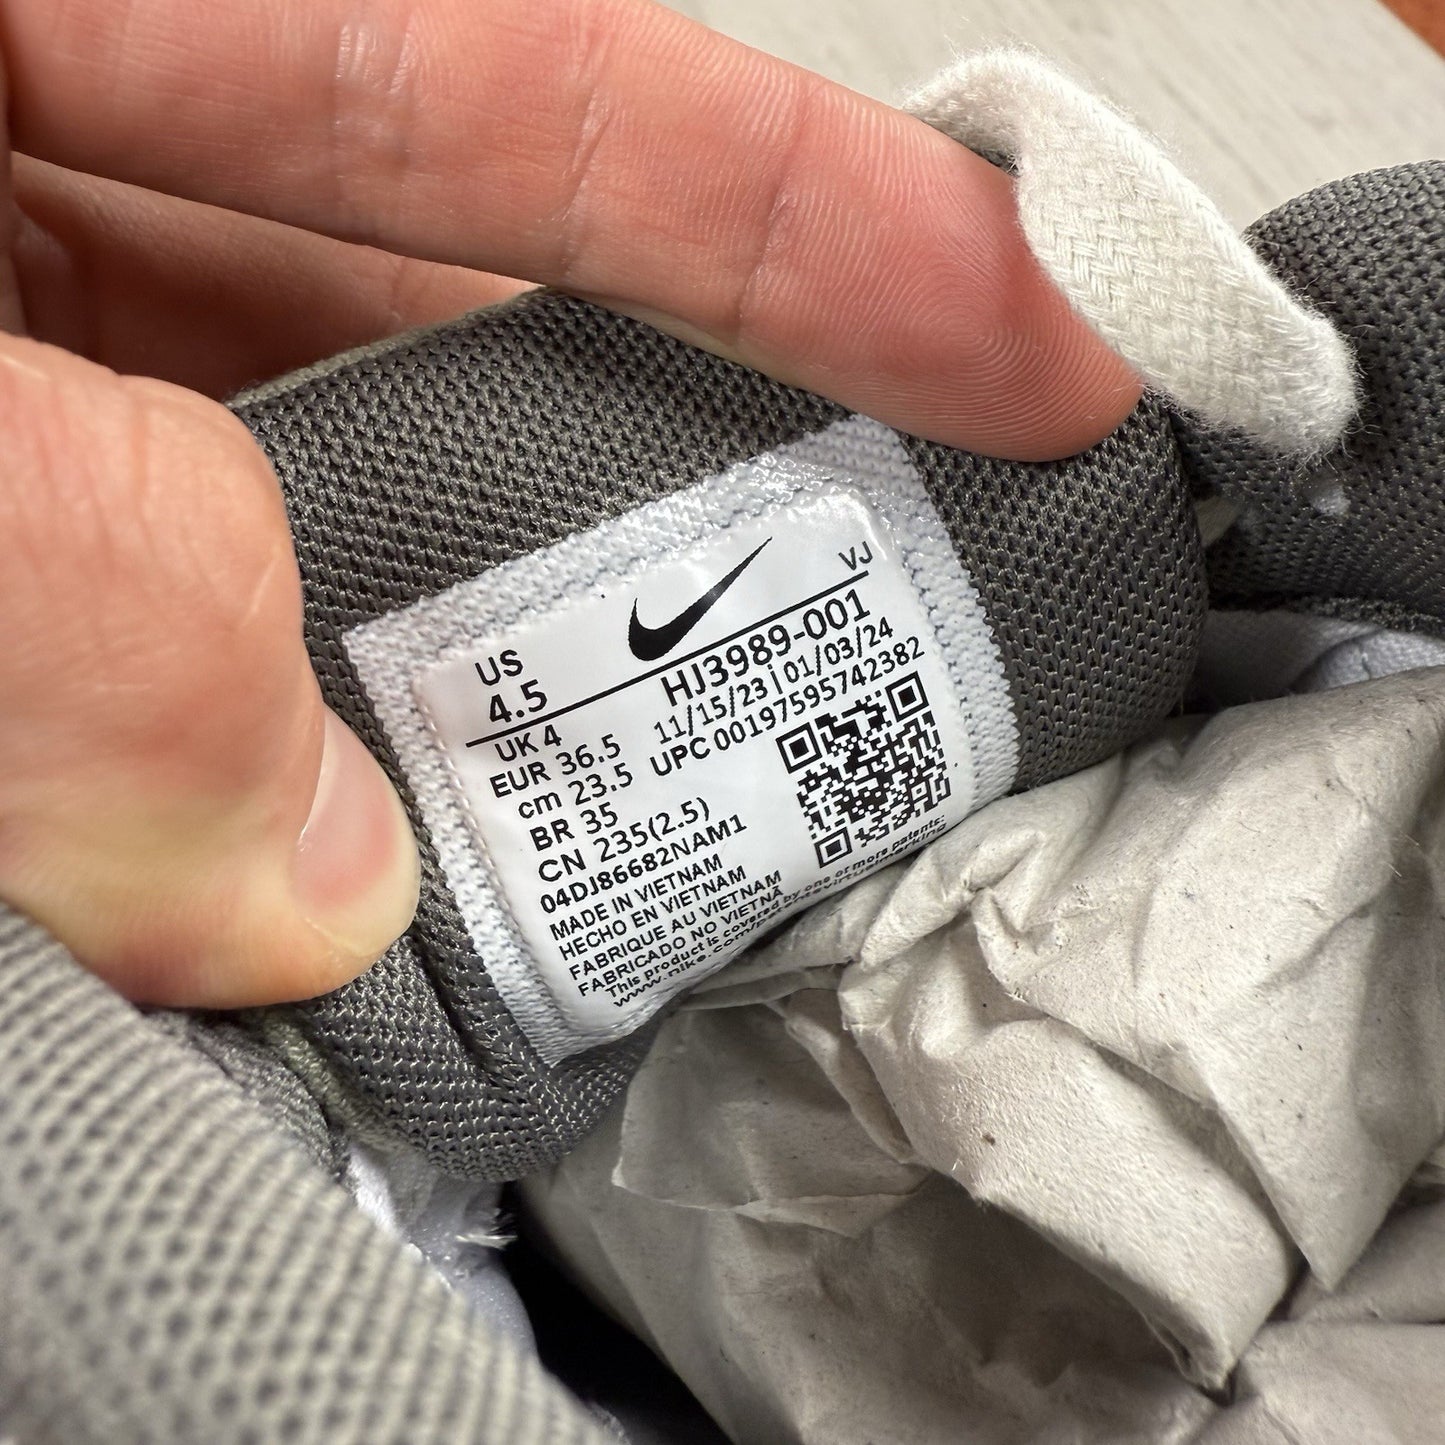 VJ
US
4.5
HJ3989-001
11/15/23 | 01/03/24
UPC 00197595742382
UK 4
EUR 36.5
cm 23.5
BR 35
CN 235(2.5)
04DJ86682NAM1
MADE IN VIETNAM
HECHO EN VIETNAM
FABRIQUE AU VIETNAM
FABRICADO NO VIETNÃ
This product is covered by one or more patents:
www.nike.com/patentsvirtualmarking